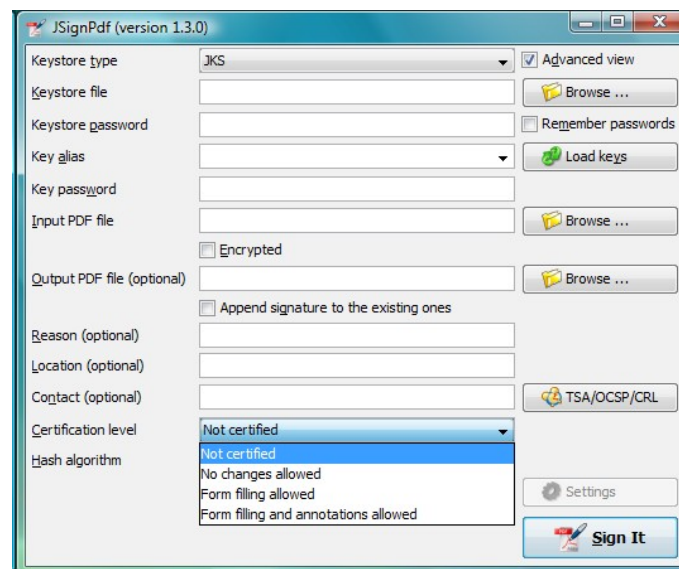 JSignPdf (version 1.3.0)
Keystore type JKS Advanced view
Keystore file Browse ...
Keystore password Remember passwords
Key alias Load keys
Key password
Input PDF file Browse ...
Encrypted
Output PDF file (optional) Browse ...
Append signature to the existing ones
Reason (optional)
Location (optional)
Contact (optional) TSA/OCSP/CRL
Certification level Not certified
Not certified
Hash algorithm
No changes allowed
Form filling allowed
Settings
Form filling and annotations allowed
Sign It